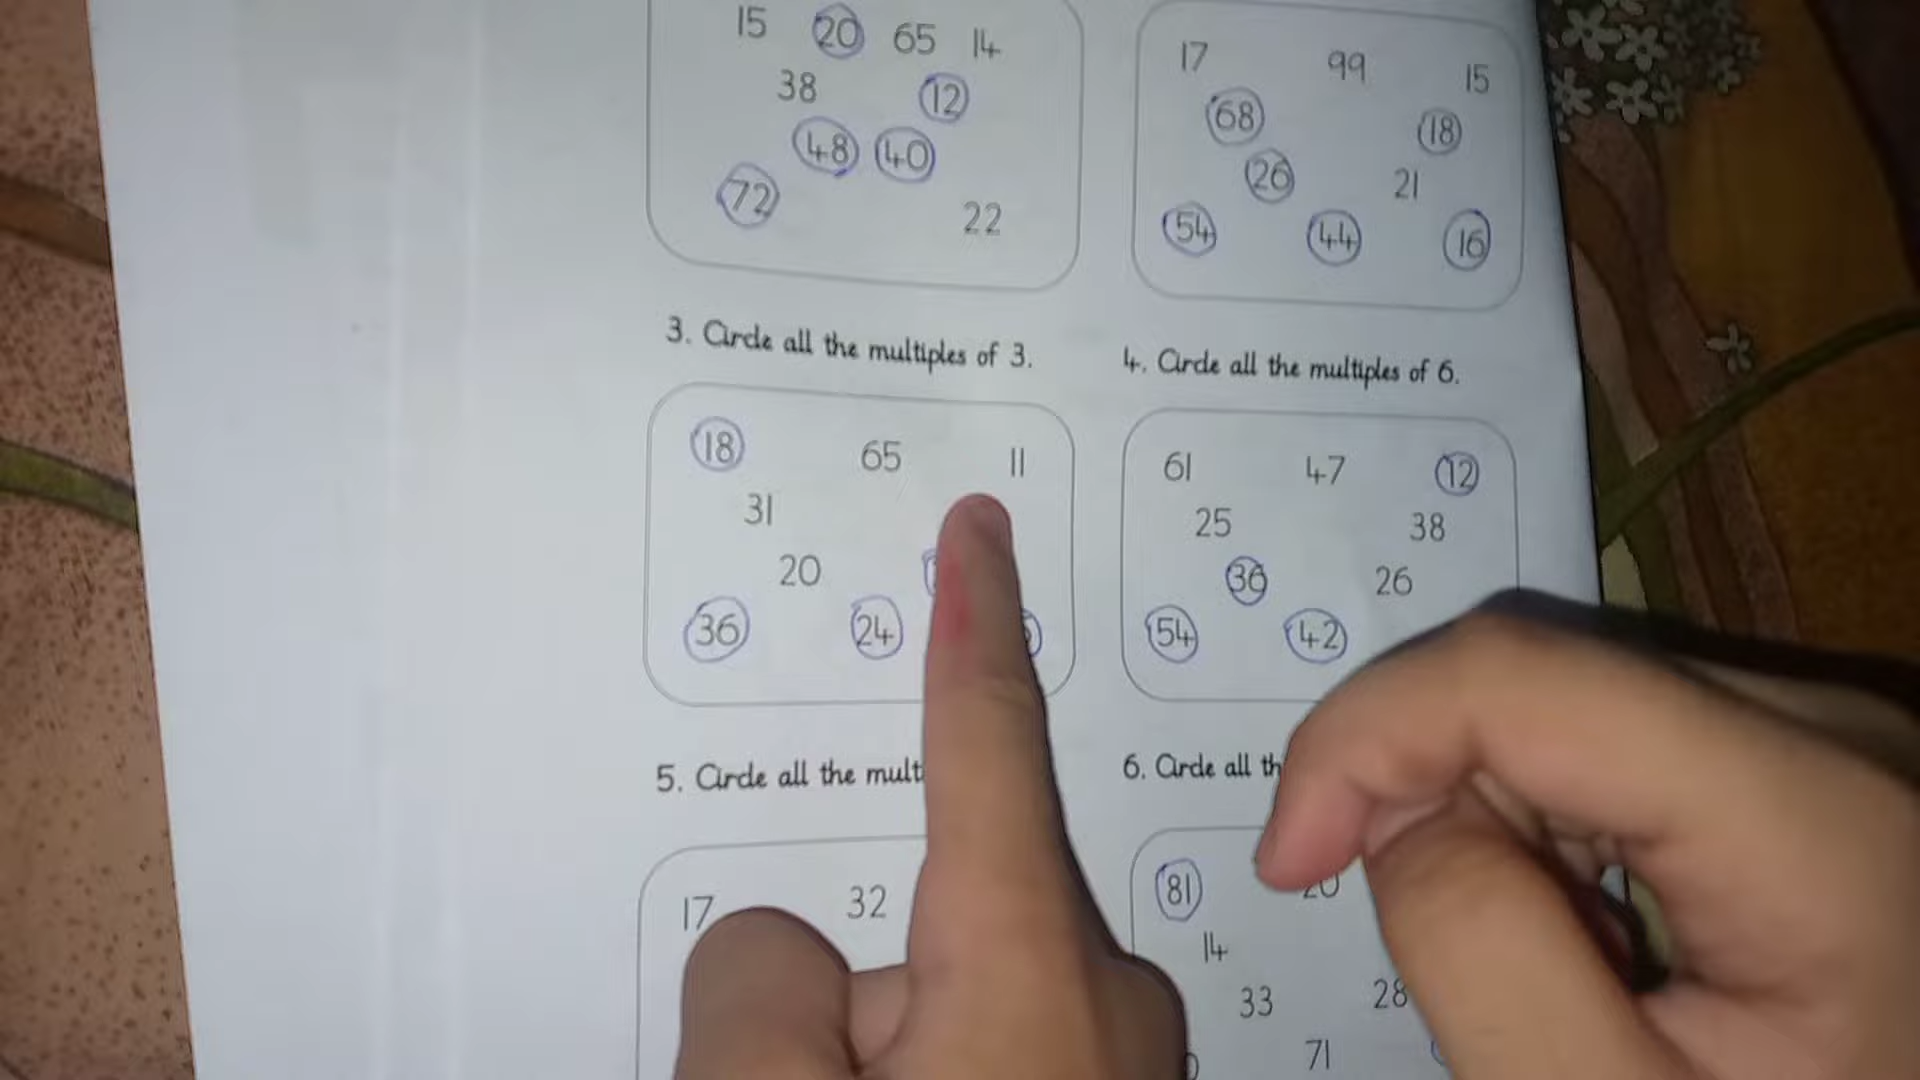 15 20 65 14
38 12
48 40
72 22
17 99 15
68 18
26 21
54 44 16
3. Circle all the multiples of 3.
18 65 11
31
20
36 24
4. Circle all the multiples of 6.
61 47 12
25 38
36 26
54 42
5. Circle all the
17 32
6. Circle all
81 20
14
33 28
71